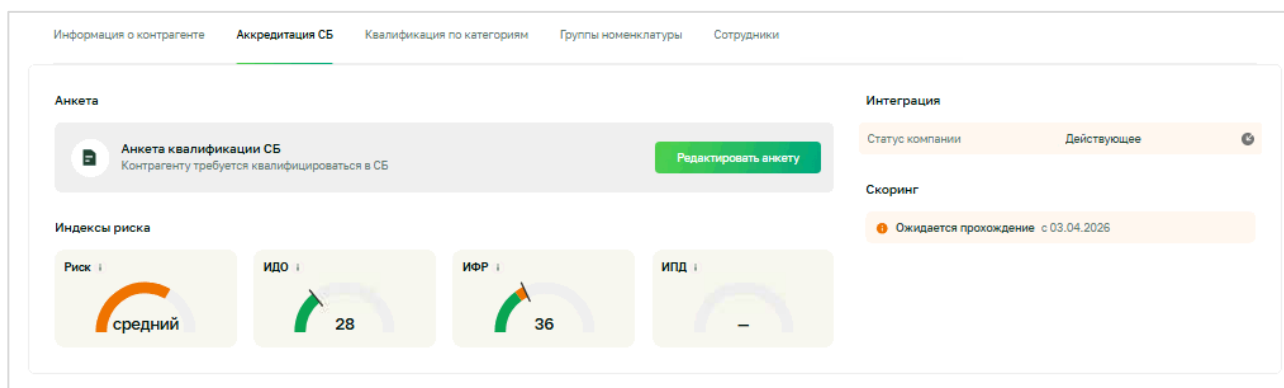 Информация о контрагенте Аккредитация СБ Квалификация по категориям Группы номенклатуры Сотрудники
Анкета
Анкета квалификации СБ
Контрагенту требуется квалифицироваться в СБ
Редактировать анкету
Индексы риска
Риск i
средний
ИДО i
28
ИФР i
36
ИПД i
–
Интеграция
Статус компании Действующее
Скоринг
Ожидается прохождение с 03.04.2026